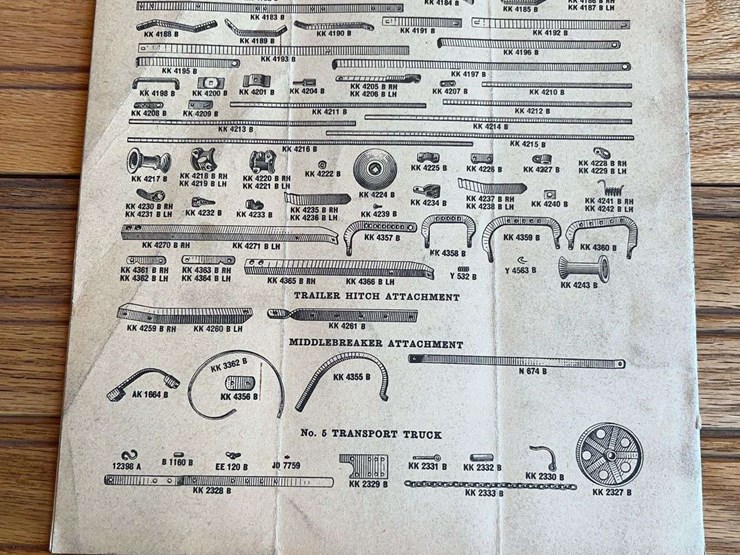 KK 4183 B
KK 4184 B
KK 4185 B
KK 4187 B LH
KK 4188 B
KK 4189 B
KK 4190 B
KK 4191 B
KK 4192 B
KK 4193 B
KK 4196 B
KK 4195 B
KK 4197 B
KK 4198 B
KK 4200 B
KK 4201 B
KK 4204 B
KK 4205 B RH
KK 4206 B LH
KK 4207 B
KK 4210 B
KK 4208 B
KK 4209 B
KK 4211 B
KK 4212 B
KK 4213 B
KK 4214 B
KK 4216 B
KK 4215 B
KK 4217 B
KK 4218 B RH
KK 4219 B LH
KK 4220 B RH
KK 4221 B LH
KK 4222 B
KK 4224 B
KK 4225 B
KK 4226 B
KK 4227 B
KK 4228 B RH
KK 4229 B LH
KK 4230 B RH
KK 4231 B LH
KK 4232 B
KK 4233 B
KK 4235 B RH
KK 4236 B LH
KK 4239 B
KK 4234 B
KK 4237 B RH
KK 4238 B LH
KK 4240 B
KK 4241 B RH
KK 4242 B LH
KK 4270 B RH
KK 4271 B LH
KK 4357 B
KK 4358 B
KK 4359 B
KK 4360 B
KK 4361 B RH
KK 4362 B LH
KK 4363 B RH
KK 4364 B LH
KK 4365 B RH
KK 4366 B LH
Y 532 B
Y 4563 B
KK 4243 B
TRAILER HITCH ATTACHMENT
KK 4259 B RH
KK 4260 B LH
KK 4261 B
MIDDLEBREAKER ATTACHMENT
AK 1664 B
KK 3362 B
KK 4356 B
KK 4355 B
N 674 B
No. 5 TRANSPORT TRUCK
12398 A
B 1160 B
EE 120 B
JD 7759
KK 2328 B
KK 2329 B
KK 2331 B
KK 2332 B
KK 2330 B
KK 2333 B
KK 2327 B